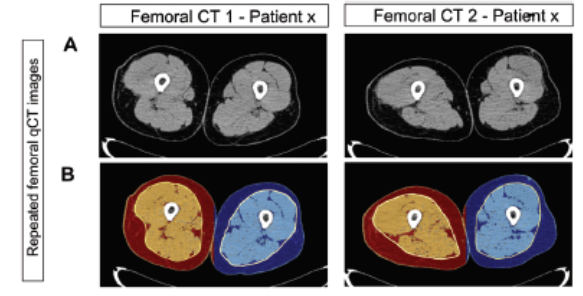 Femoral CT 1 - Patient x
Femoral CT 2 - Patient x
A
Repeated femoral qCT images
B